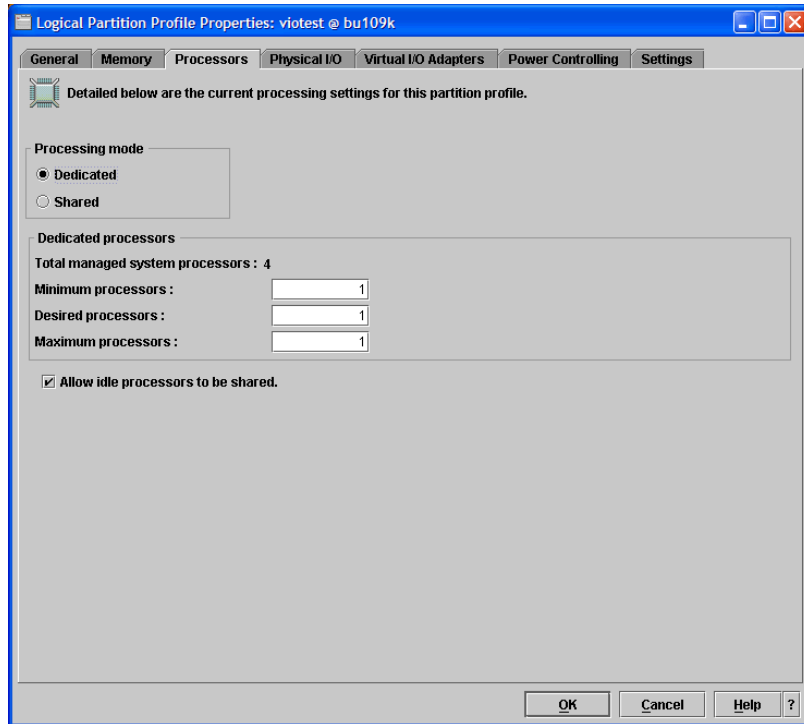 Logical Partition Profile Properties: viotest @ bu109k
General Memory Processors Physical I/O Virtual I/O Adapters Power Controlling Settings
Detailed below are the current processing settings for this partition profile.
Processing mode
Dedicated
Shared
Dedicated processors
Total managed system processors : 4
Minimum processors : 1
Desired processors : 1
Maximum processors : 1
Allow idle processors to be shared.
OK Cancel Help ?